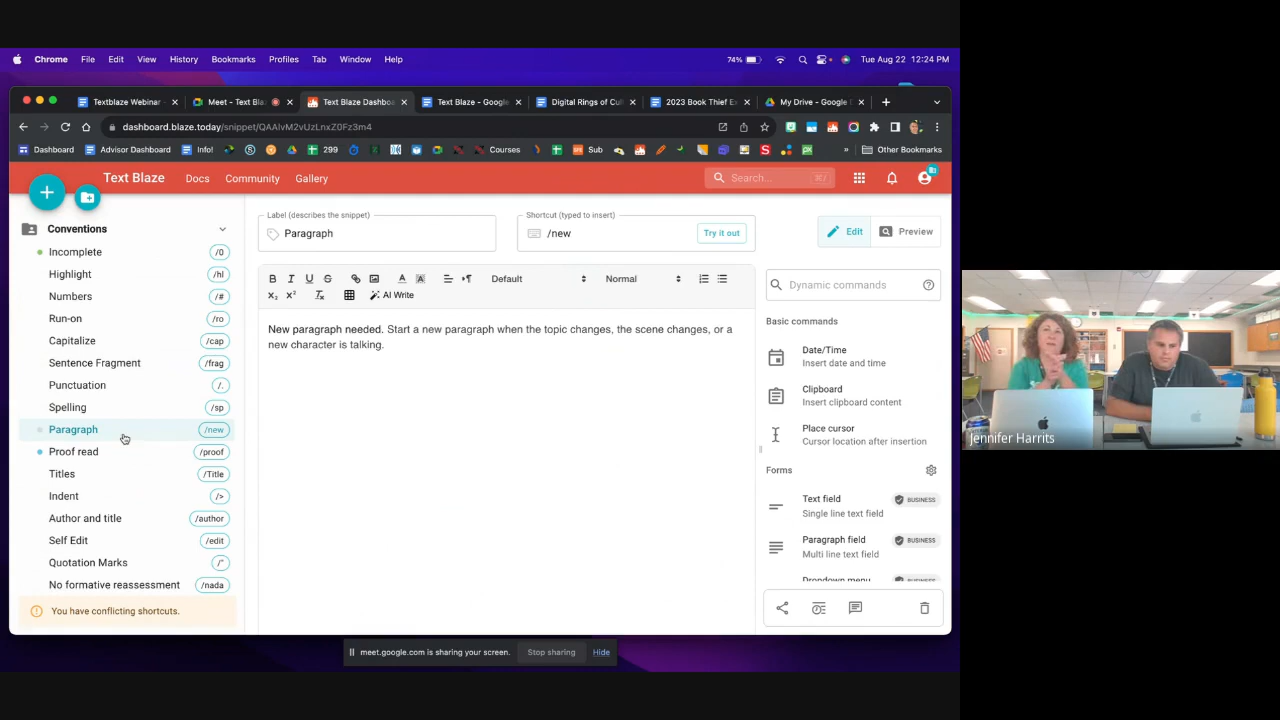 Chrome File Edit View History Bookmarks Profiles Tab Window Help
74% Tue Aug 22 12:24 PM
Textblaze Webinar -
Meet - Text Bla
Text Blaze Dashboa
Text Blaze - Google
Digital Rings of Cul
2023 Book Thief Es
My Drive - Google D
dashboard.blaze.today/snippet/QAAlvM2vUzLnxZ0Fz3m4
Dashboard Advisor Dashboard Info! 299 Courses Sub » Other Bookmarks
Text Blaze Docs Community Gallery Search...
Conventions
Incomplete /0
Highlight /hl
Numbers /#
Run-on /ro
Capitalize /cap
Sentence Fragment /frag
Punctuation /.
Spelling /sp
Paragraph /new
Proof read /proof
Titles /Title
Indent />
Author and title /author
Self Edit /edit
Quotation Marks /"
No formative reassessment /nada
You have conflicting shortcuts.
Label (describes the snippet)
Paragraph
Shortcut (typed to insert)
/new
Try it out
Edit Preview
B I U S A A Default Normal
X₂ X² AI Write
New paragraph needed. Start a new paragraph when the topic changes, the scene changes, or a
new character is talking.
Dynamic commands
Basic commands
Date/Time
Insert date and time
Clipboard
Insert clipboard content
Place cursor
Cursor location after insertion
Forms
Text field BUSINESS
Single line text field
Paragraph field BUSINESS
Multi line text field
Dropdown menu BUSINESS
meet.google.com is sharing your screen. Stop sharing Hide
Jennifer Harrits